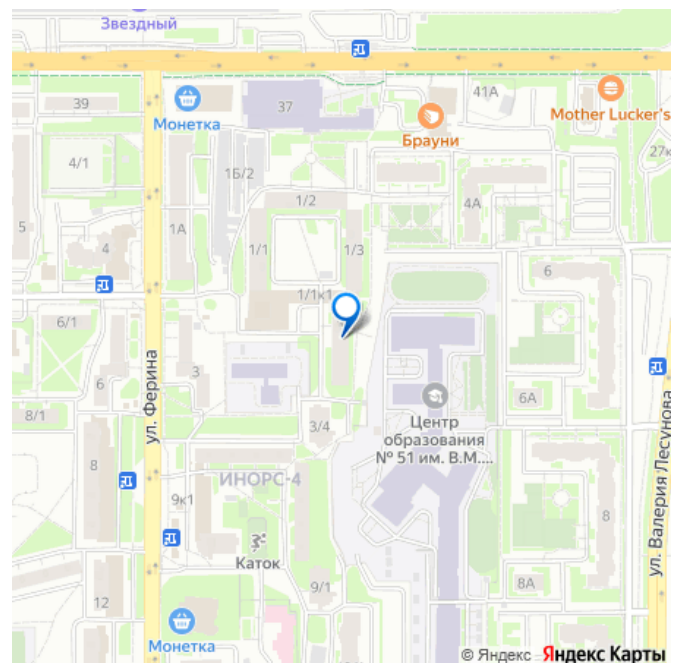 Звездный
39
Монетка
37
41А
Брауни
Mother Lucker's
27к
4/1
1Б/2
1/2
4А
5
1А
1/1
1/3
4
6
1/1к1
6/1
ул. Ферина
3
6
6А
8/1
3/4
Центр
образования
№ 51 им. В.М....
ул. Валерия Лесунова
8
ИНОРС-4
9к1
8
Каток
12
9/1
8А
Монетка
© Яндекс Яндекс Карты